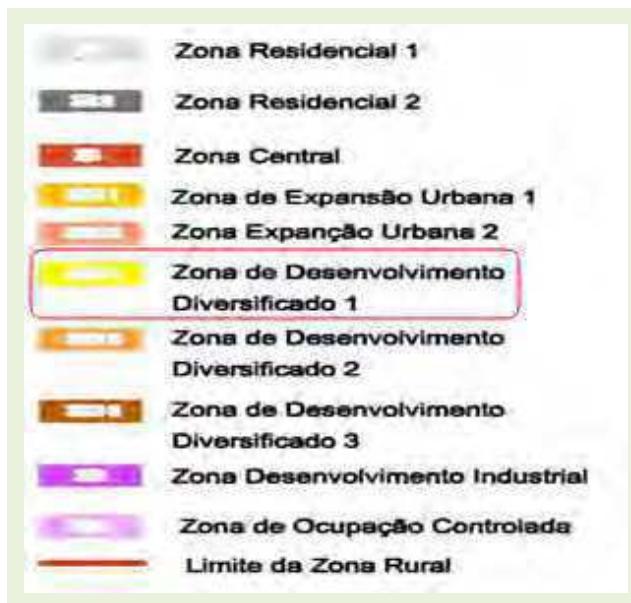 Zona Residencial 1
Zona Residencial 2
Zona Central
Zona de Expansão Urbana 1
Zona Expanção Urbana 2
Zona de Desenvolvimento
Diversificado 1
Zona de Desenvolvimento
Diversificado 2
Zona de Desenvolvimento
Diversificado 3
Zona Desenvolvimento Industrial
Zona de Ocupação Controlada
Limite da Zona Rural